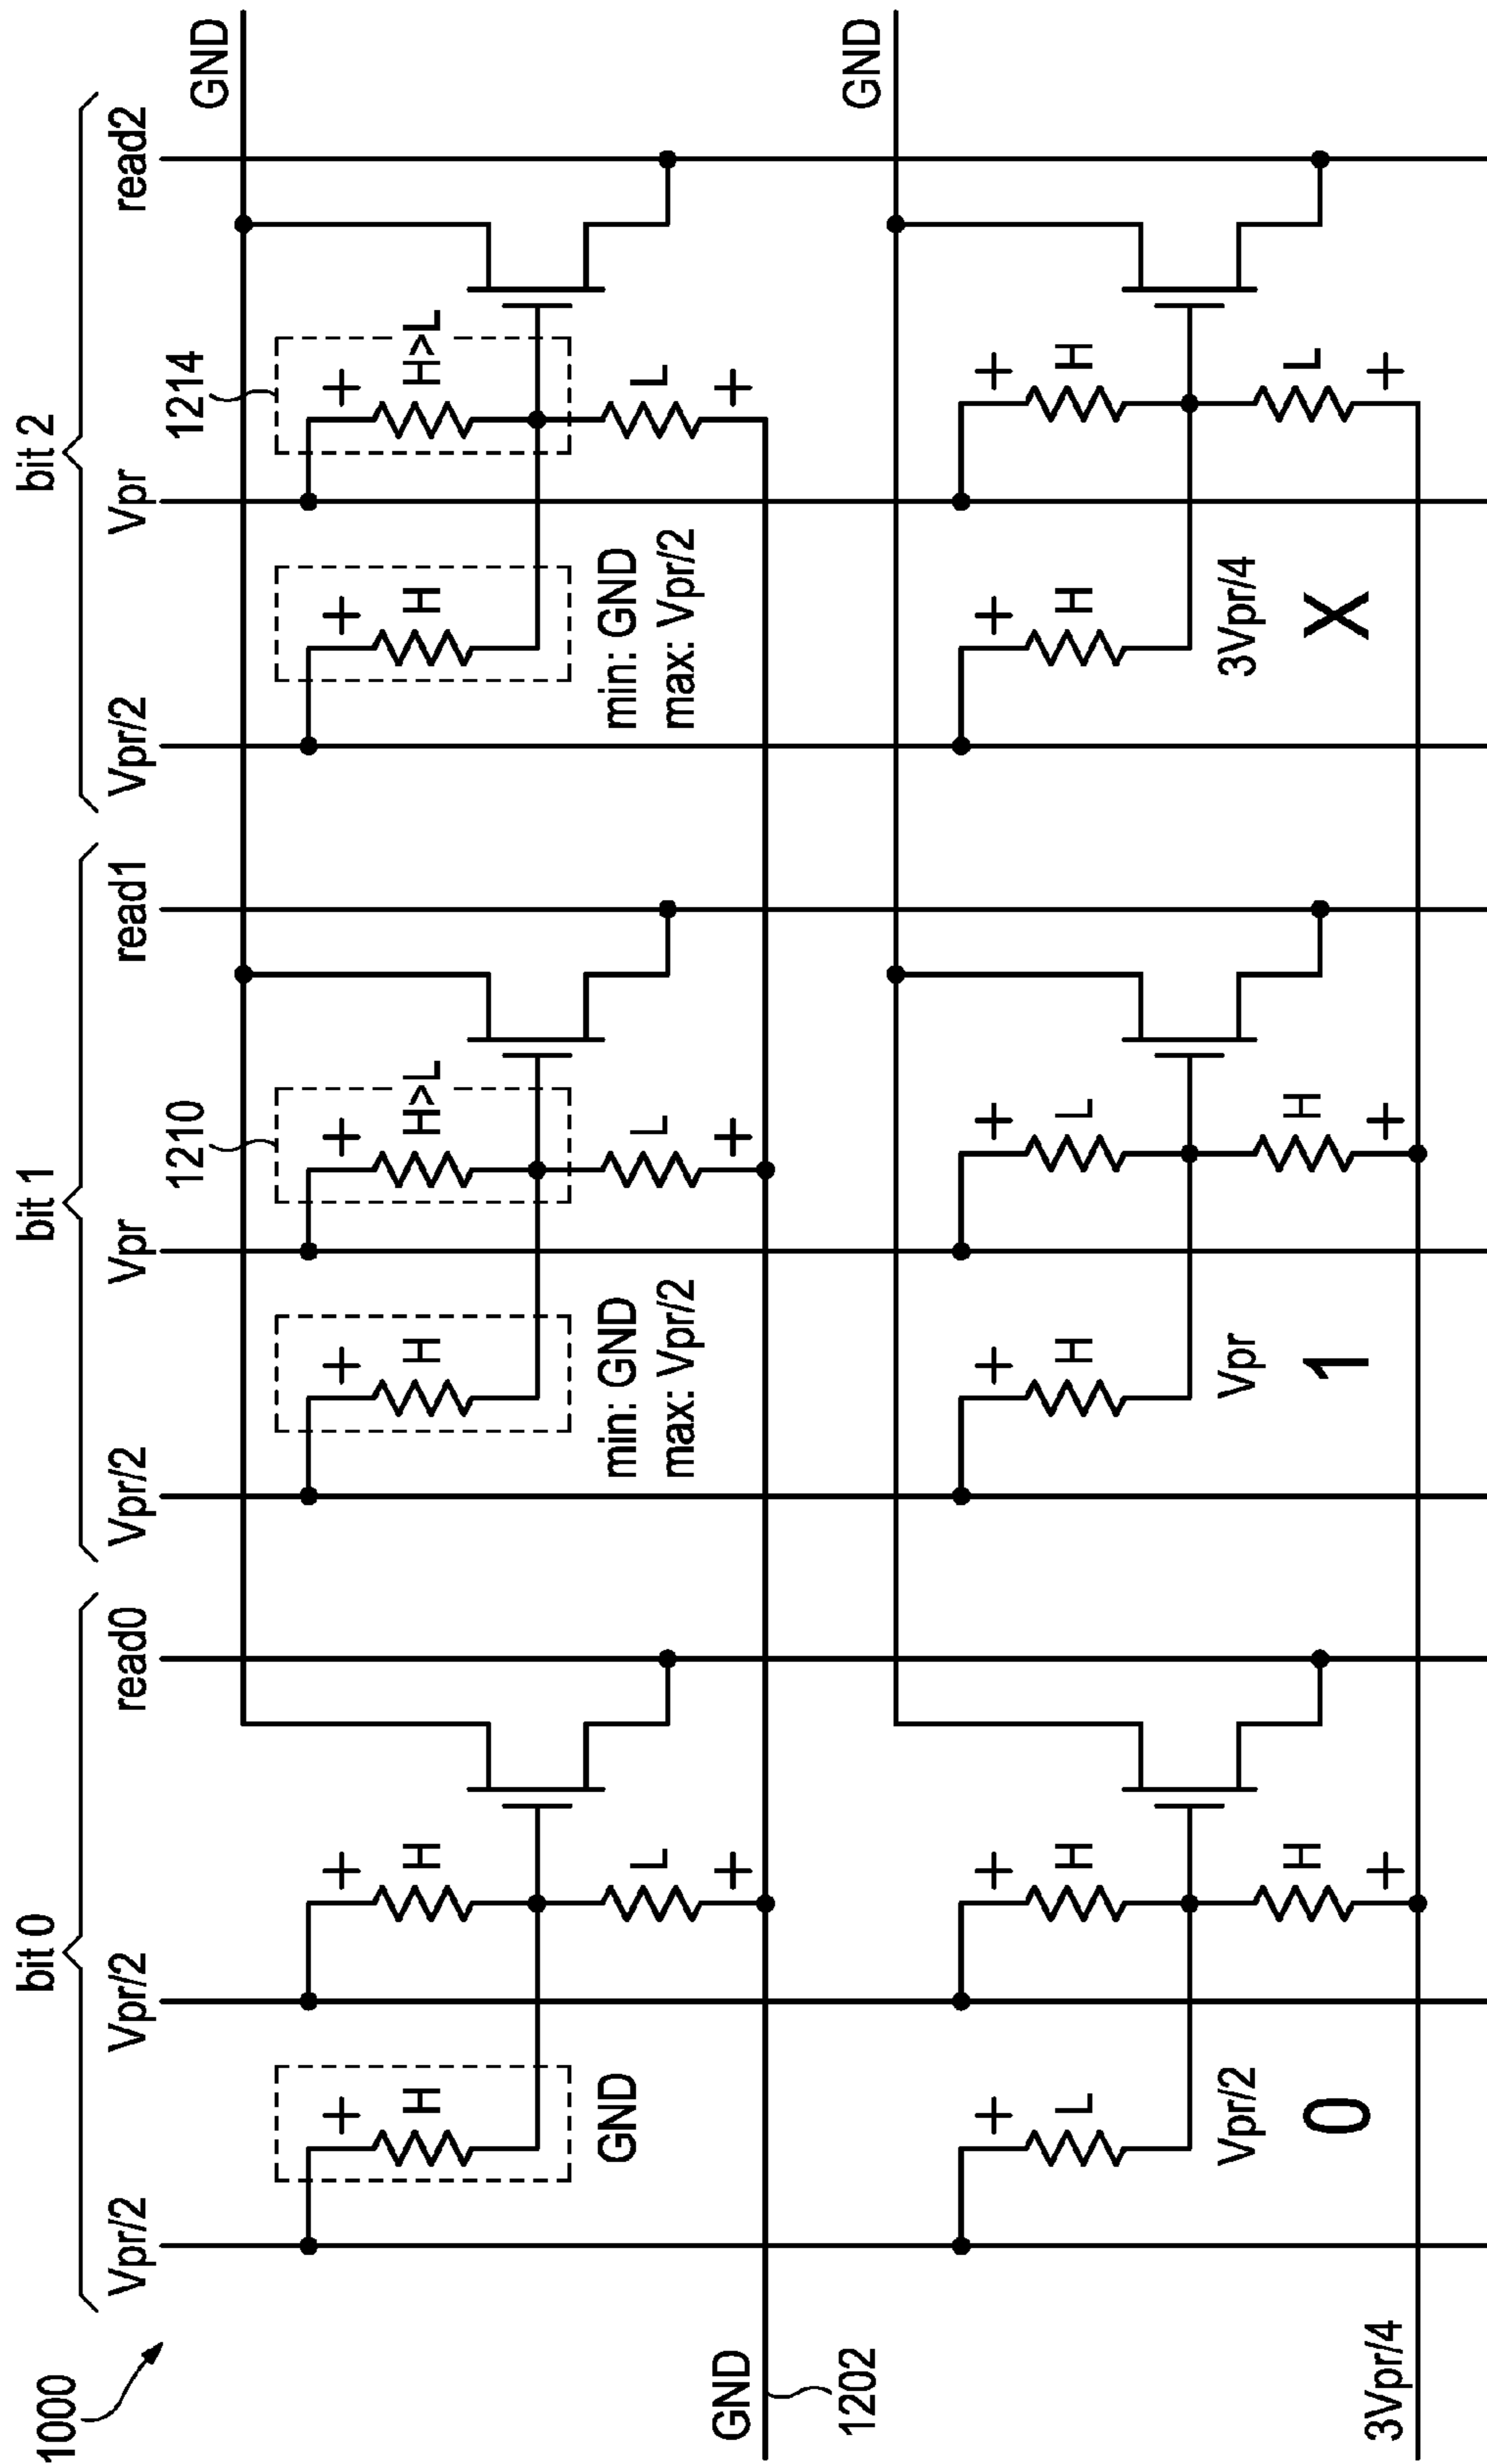 1000
bit 0
bit 1
bit 2
Vpr/2
Vpr/2
read0
Vpr/2
Vpr
read1
Vpr/2
Vpr
read2
1210
1214
GND
+
H
+
H
+
H
+
H>L
+
H
+
H>L
GND
L
+
min: GND
max: Vpr/2
L
+
min: GND
max: Vpr/2
L
+
GND
1202
GND
+
L
+
H
+
H
+
L
+
H
+
H
Vpr/2
0
H
+
Vpr
1
H
+
3Vpr/4
X
L
+
3Vpr/4